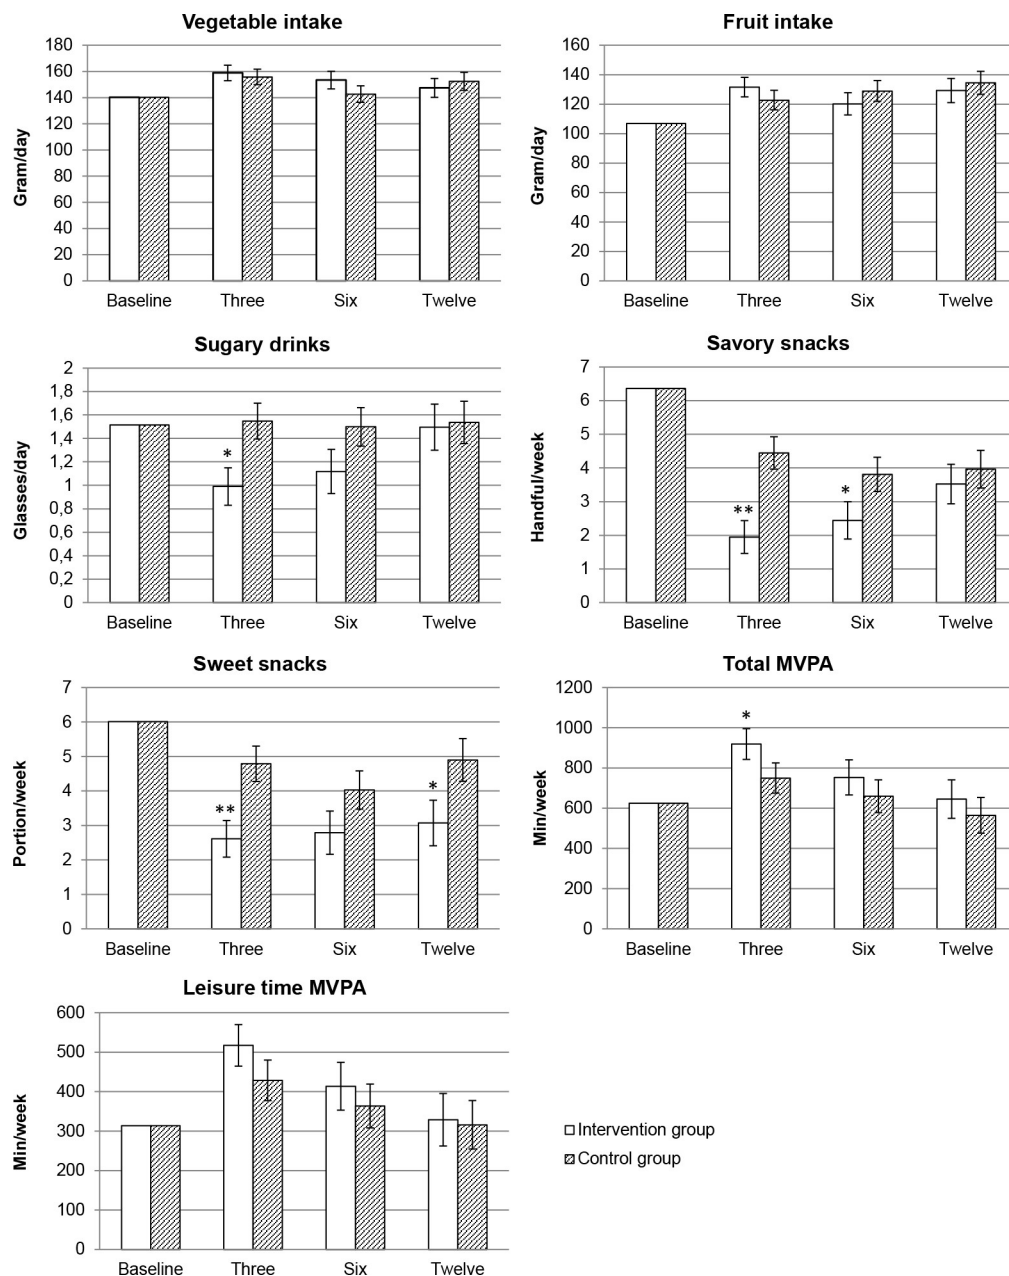 Vegetable intake
180
160
140
120
100
80
60
40
20
0
Gram/day
Baseline Three Six Twelve
Fruit intake
160
140
120
100
80
60
40
20
0
Gram/day
Baseline Three Six Twelve
Sugary drinks
2
1,8
1,6
1,4
1,2
1
0,8
0,6
0,4
0,2
0
Glasses/day
*
Baseline Three Six Twelve
Savory snacks
7
6
5
4
3
2
1
0
Handful/week
**
*
Baseline Three Six Twelve
Sweet snacks
7
6
5
4
3
2
1
0
Portion/week
**
*
Baseline Three Six Twelve
Total MVPA
1200
1000
800
600
400
200
0
Min/week
*
Baseline Three Six Twelve
Leisure time MVPA
600
500
400
300
200
100
0
Min/week
Baseline Three Six Twelve
Intervention group
Control group